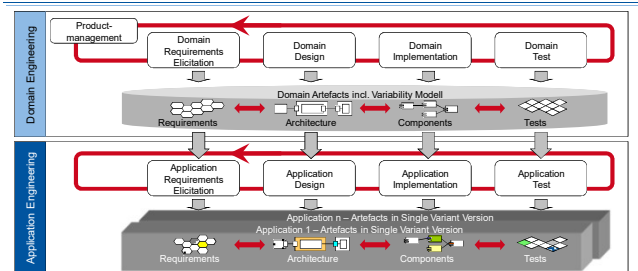 Domain Engineering
Product-
management
Domain
Requirements
Elicitation
Domain
Design
Domain
Implementation
Domain
Test
Domain Artefacts incl. Variability Modell
Requirements
Architecture
Components
Tests
Application Engineering
Application
Requirements
Elicitation
Application
Design
Application
Implementation
Application
Test
Application n – Artefacts in Single Variant Version
Application 1 – Artefacts in Single Variant Version
Requirements
Architecture
Components
Tests